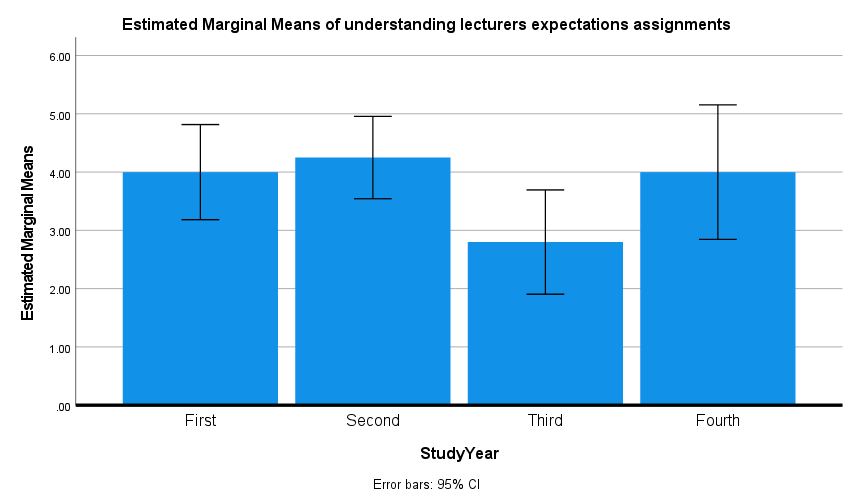 Estimated Marginal Means of understanding lecturers expectations assignments
Estimated Marginal Means
6.00
5.00
4.00
3.00
2.00
1.00
.00
First Second Third Fourth
StudyYear
Error bars: 95% CI